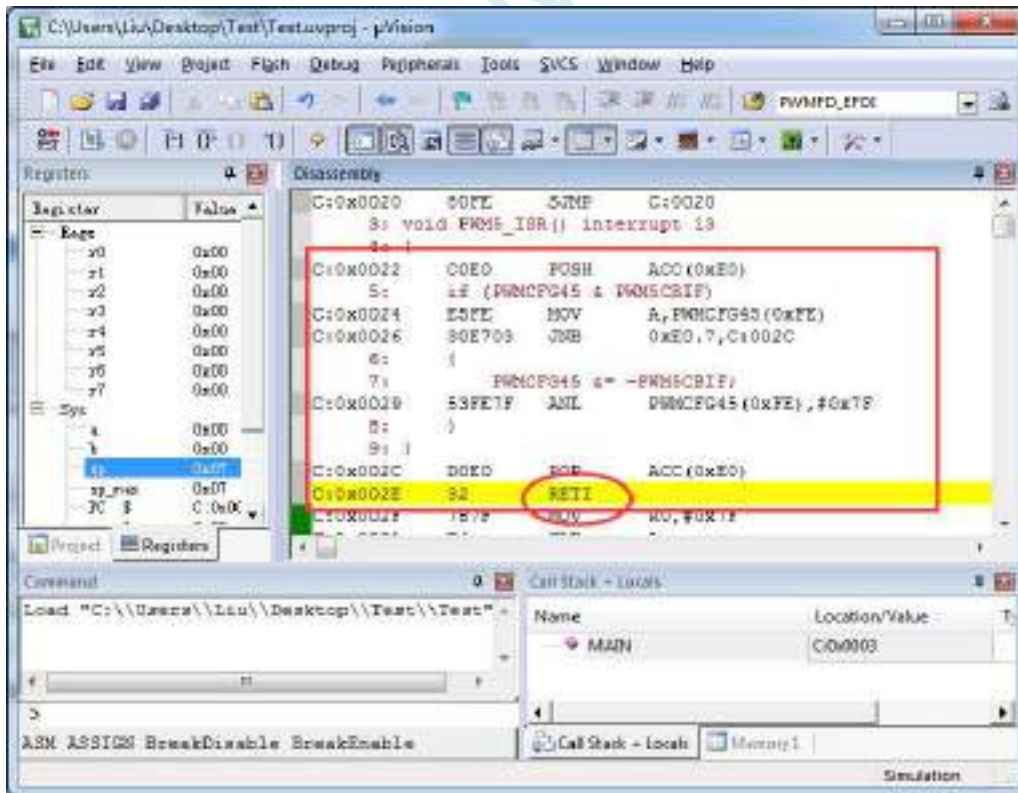 C:\Users\Liu\Desktop\Test\Test.uvproj - µVision
File Edit View Project Flash Debug Peripherals Tools SVCS Window Help
Registers
Disassembly
Register Value
Regs
r0 0x00
r1 0x00
r2 0x00
r3 0x00
r4 0x00
r5 0x00
r6 0x00
r7 0x00
Sys
a 0x00
b 0x00
sp 0x07
0x07
PC $
C:0x0020 80FE SJMP C:0020
3: void PWM5_ISR() interrupt
4: {
C:0x0022 C0E0 PUSH ACC(0xE0)
5: if (PWMCFG45 & PWM5CBIF)
C:0x0024 E5FE MOV A,PWMCFG45(0xFE)
C:0x0026 30E703 JNB 0xE0.7,C:002C
6: {
7: PWMCFG45 &= ~PWM5CBIF;
C:0x0029 53FE7F ANL PWMCFG45(0xFE),#0x7F
8: }
9: }
C:0x002C D0E0 POP ACC(0xE0)
C:0x002E 32 RETI
C:0x002F 787F MOV R0,#0x7F
Project Registers
Command
Load "C:\\Users\\Liu\\Desktop\\Test\\Test"
>
ASM ASSIGN BreakDisable BreakEnable
Call Stack + Locals
Name Location/Value
MAIN C:0x0003
Call Stack + Locals Memory 1
Simulation